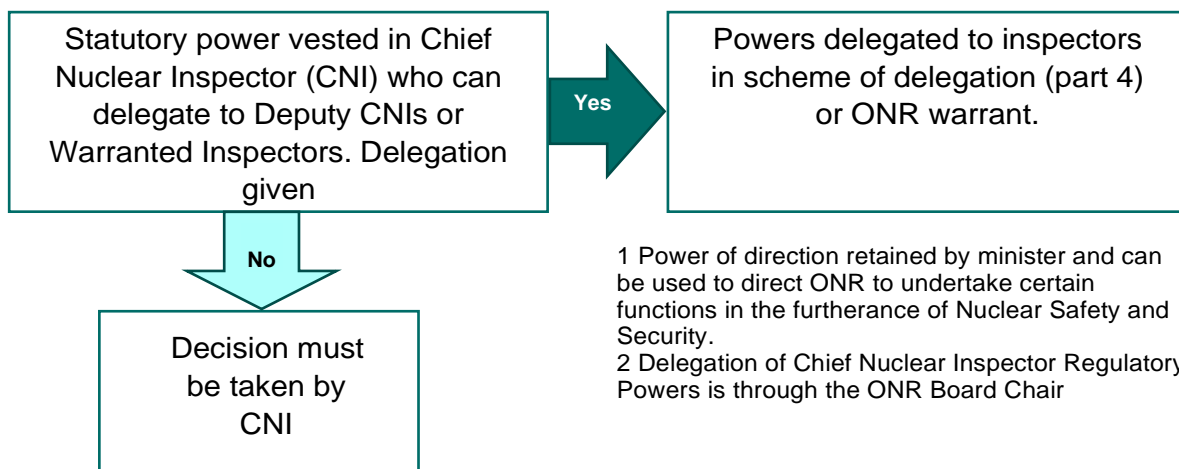 Statutory power vested in Chief
Nuclear Inspector (CNI) who can
delegate to Deputy CNIs or
Warranted Inspectors. Delegation
given
Yes
Powers delegated to inspectors
in scheme of delegation (part 4)
or ONR warrant.
No
Decision must
be taken by
CNI
1 Power of direction retained by minister and can
be used to direct ONR to undertake certain
functions in the furtherance of Nuclear Safety and
Security.
2 Delegation of Chief Nuclear Inspector Regulatory
Powers is through the ONR Board Chair